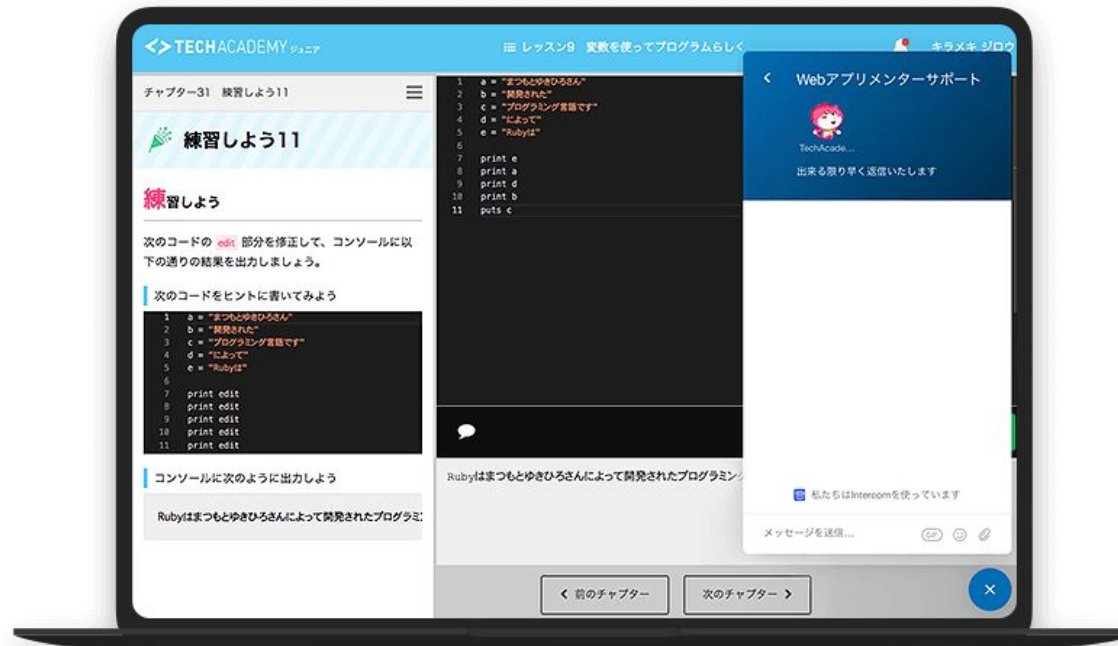 <> TECHACADEMY ジュニア
レッスン9 変数を使ってプログラムらしく
キラメキ ジロウ
チャプター31 練習しよう11
練習しよう11
練習しよう
次のコードの edit 部分を修正して、コンソールに以
下の通りの結果を出力しましょう。
次のコードをヒントに書いてみよう
1 a = "まつもとゆきひろさん"
2 b = "開発された"
3 c = "プログラミング言語です"
4 d = "によって"
5 e = "Rubyは"
6
7 print edit
8 print edit
9 print edit
10 print edit
11 print edit
コンソールに次のように出力しよう
Rubyはまつもとゆきひろさんによって開発されたプログラミ
1 a = "まつもとゆきひろさん"
2 b = "開発された"
3 c = "プログラミング言語です"
4 d = "によって"
5 e = "Rubyは"
6
7 print e
8 print a
9 print d
10 print b
11 puts c
Rubyはまつもとゆきひろさんによって開発されたプログラミン
前のチャプター
次のチャプター
Webアプリメンターサポート
TechAcade...
出来る限り早く返信いたします
私たちはIntercomを使っています
メッセージを送信...
GIF